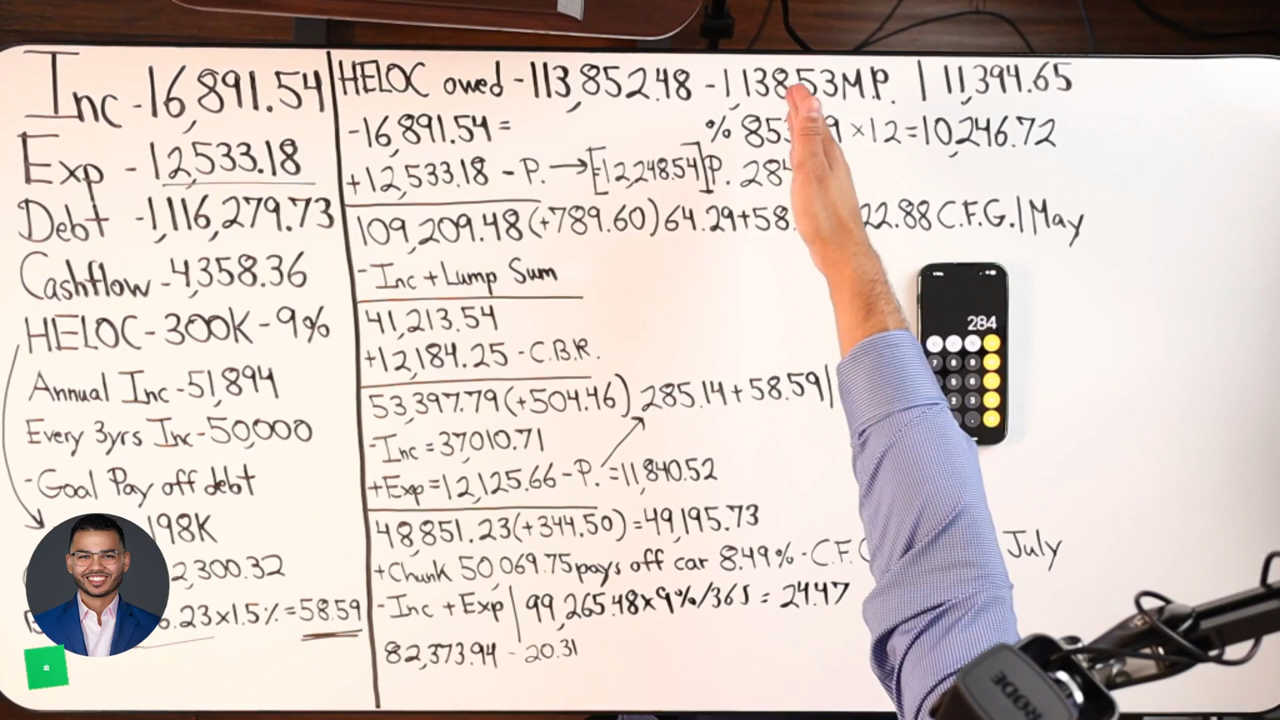 Inc - 16,891.54
Exp - 12,533.18
Debt - 1,116,279.73
Cashflow - 4,358.36
HELOC - 300K - 9%
Annual Inc - 51,894
Every 3yrs Inc - 50,000
- Goal Pay off debt
198K
2,300.32
6.23 x 1.5% = 58.59
HELOC owed - 113,852.48 - 1,138.53 M.P. | 11,394.65
- 16,891.54 =
% 85 9 x 12 = 10,246.72
+ 12,533.18 - P. → [12,248.54] P. 284
109,209.48 (+789.60) 64.29 + 58. 22.88 C.F.G. | May
- Inc + Lump Sum
41,213.54
+ 12,184.25 - C.B.R.
53,397.79 (+504.46) 285.14 + 58.59 |
- Inc = 37010.71
+ Exp = 12,125.66 - P. = 11,840.52
48,851.23 (+344.50) = 49,195.73
+ Chunk 50,069.75 pays off car 8.49% - C.F. July
- Inc + Exp | 99,265.48 x 9% / 365 = 24.47
82,373.94 - 20.31
284
RODE